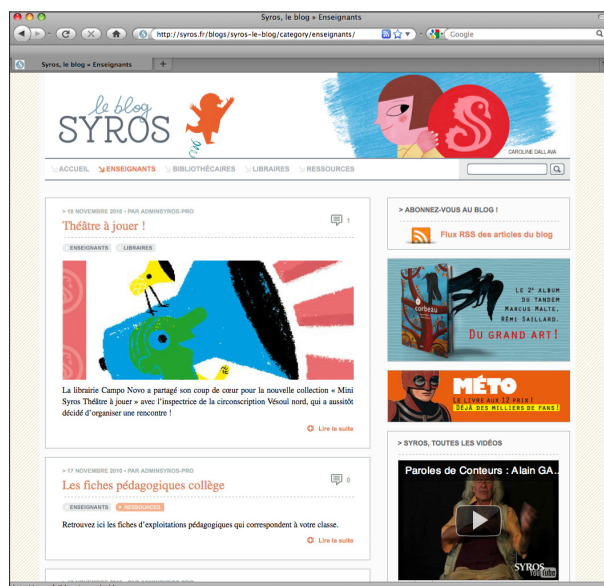 Syros, le blog » Enseignants
http://syros.fr/blogs/syros-le-blog/category/enseignants/
Google
Syros, le blog » Enseignants
le blog
SYROS
CAROLINE DALL'AVA
ACCUEIL ENSEIGNANTS BIBLIOTHÉCAIRES LIBRAIRES RESSOURCES
> 18 NOVEMBRE 2010 - PAR ADMINSYROS-PRO
1
Théâtre à jouer !
ENSEIGNANTS LIBRAIRES
La librairie Campo Novo a partagé son coup de cœur pour la nouvelle collection « Mini
Syros Théâtre à jouer » avec l'inspectrice de la circonscription Vésoul nord, qui a aussitôt
décidé d'organiser une rencontre !
Lire la suite
> 17 NOVEMBRE 2010 - PAR ADMINSYROS-PRO
0
Les fiches pédagogiques collège
ENSEIGNANTS RESSOURCES
Retrouvez ici les fiches d'exploitations pédagogiques qui correspondent à votre classe.
Lire la suite
> ABONNEZ-VOUS AU BLOG !
Flux RSS des articles du blog
corbeau
LE 2e ALBUM
DU TANDEM
MARCUS MALTE,
RÉMI SAILLARD.
DU GRAND ART!
MÉTO
LE LIVRE AUX 12 PRIX !
DÉJÀ DES MILLIERS DE FANS !
> SYROS, TOUTES LES VIDÉOS
Paroles de Conteurs : Alain GA...
SYROS
YouTube